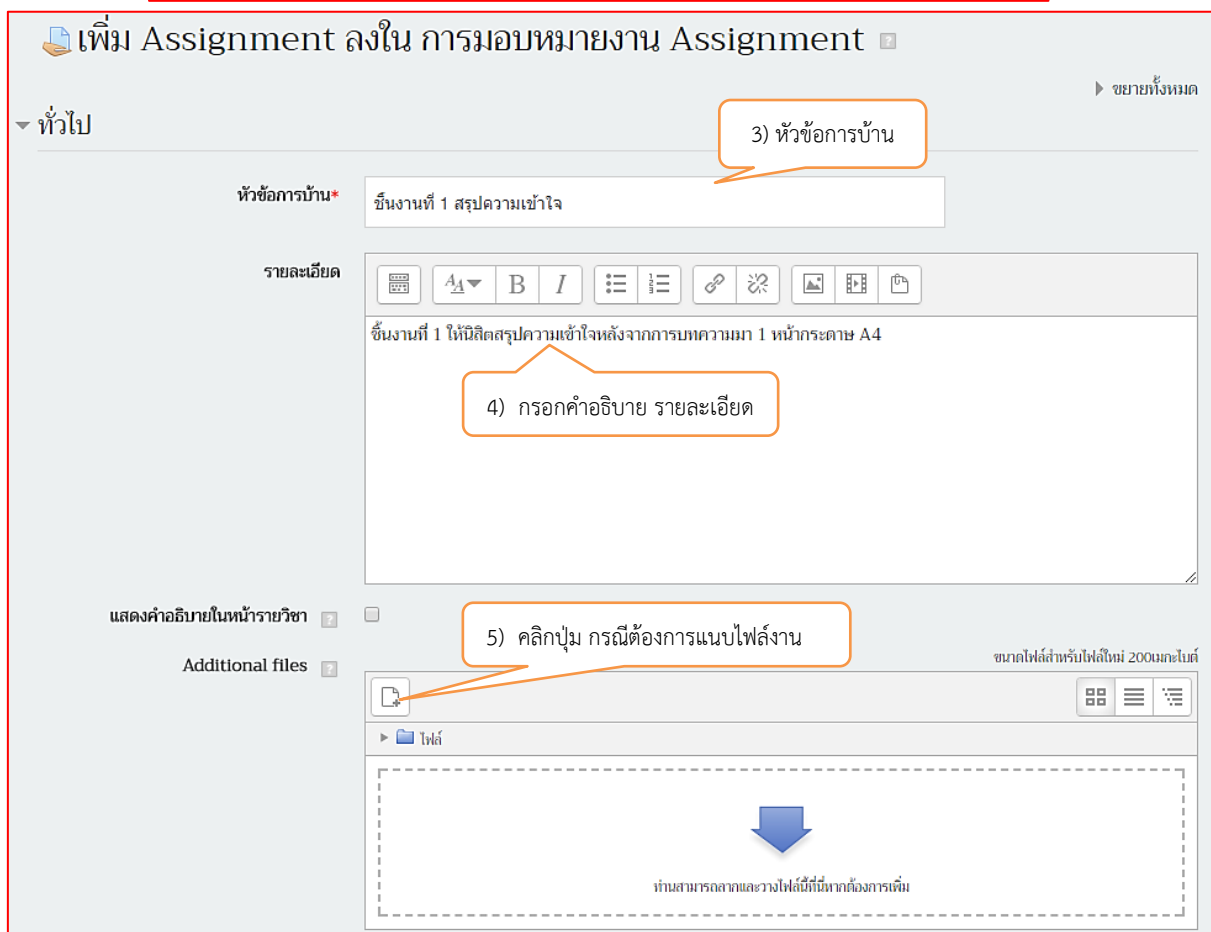 เพิ่ม Assignment ลงใน การมอบหมายงาน Assignment
ขยายทั้งหมด
ทั่วไป
3) หัวข้อการบ้าน
หัวข้อการบ้าน*
ชิ้นงานที่ 1 สรุปความเข้าใจ
รายละเอียด
ชิ้นงานที่ 1 ให้นิสิตสรุปความเข้าใจหลังจากการบทความมา 1 หน้ากระดาษ A4
4) กรอกคำอธิบาย รายละเอียด
แสดงคำอธิบายในหน้ารายวิชา
5) คลิกปุ่ม กรณีต้องการแนบไฟล์งาน
Additional files
ขนาดไฟล์สำหรับไฟล์ใหม่ 200เมกะไบต์
ไฟล์
ท่านสามารถลากและวางไฟล์นี้ที่นี่หากต้องการเพิ่ม